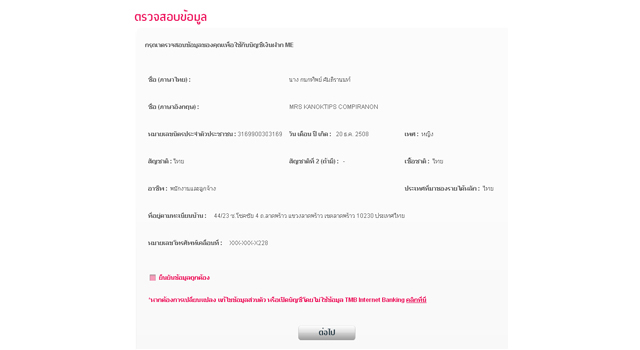 ตรวจสอบข้อมูล
กรุณาตรวจสอบข้อมูลของคุณเพื่อใช้กับบัญชีเงินฝาก ME
ชื่อ (ภาษาไทย) : นาง กนกทิพย์
ชื่อ (ภาษาอังกฤษ) : MRS KANOKTIPS COMPIRANON
หมายเลขบัตรประจำตัวประชาชน : 3169900303169 วัน เดือน ปี เกิด : 20 ธ.ค. 2508 เพศ : หญิง
สัญชาติ : ไทย สัญชาติที่ 2 (ถ้ามี) : - เชื้อชาติ : ไทย
อาชีพ : พนักงานและลูกจ้าง ประเทศที่มาของรายได้หลัก : ไทย
ที่อยู่ตามทะเบียนบ้าน : 44/23 ซ.โชคชัย 4 ถ.ลาดพร้าว แขวงลาดพร้าว เขตลาดพร้าว 10230 ประเทศไทย
หมายเลขโทรศัพท์เคลื่อนที่ : XXX-XXX-X226
ยืนยันข้อมูลถูกต้อง
*หากต้องการเปลี่ยนแปลง แก้ไขข้อมูลส่วนตัว หรือเปิดบัญชีโดยไม่ใช้ข้อมูล TMB Internet Banking คลิกที่นี่
ต่อไป